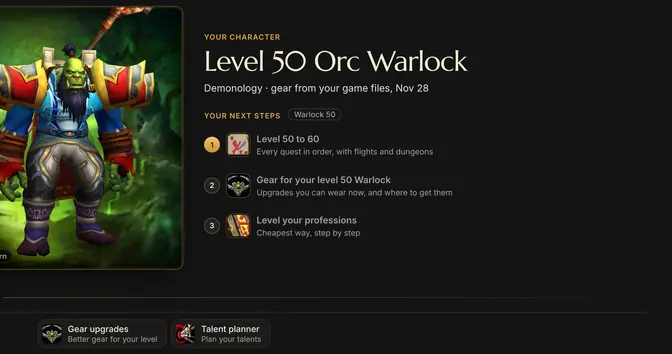 YOUR CHARACTER
Level 50 Orc Warlock
Demonology · gear from your game files, Nov 28
YOUR NEXT STEPS Warlock 50
1 Level 50 to 60
Every quest in order, with flights and dungeons
2 Gear for your level 50 Warlock
Upgrades you can wear now, and where to get them
3 Level your professions
Cheapest way, step by step
Gear upgrades
Better gear for your level
Talent planner
Plan your talents